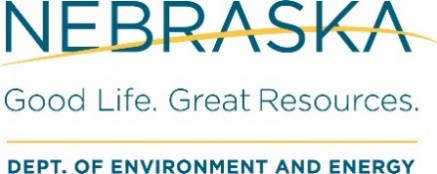 NEBRASKA
Good Life. Great Resources.
DEPT. OF ENVIRONMENT AND ENERGY